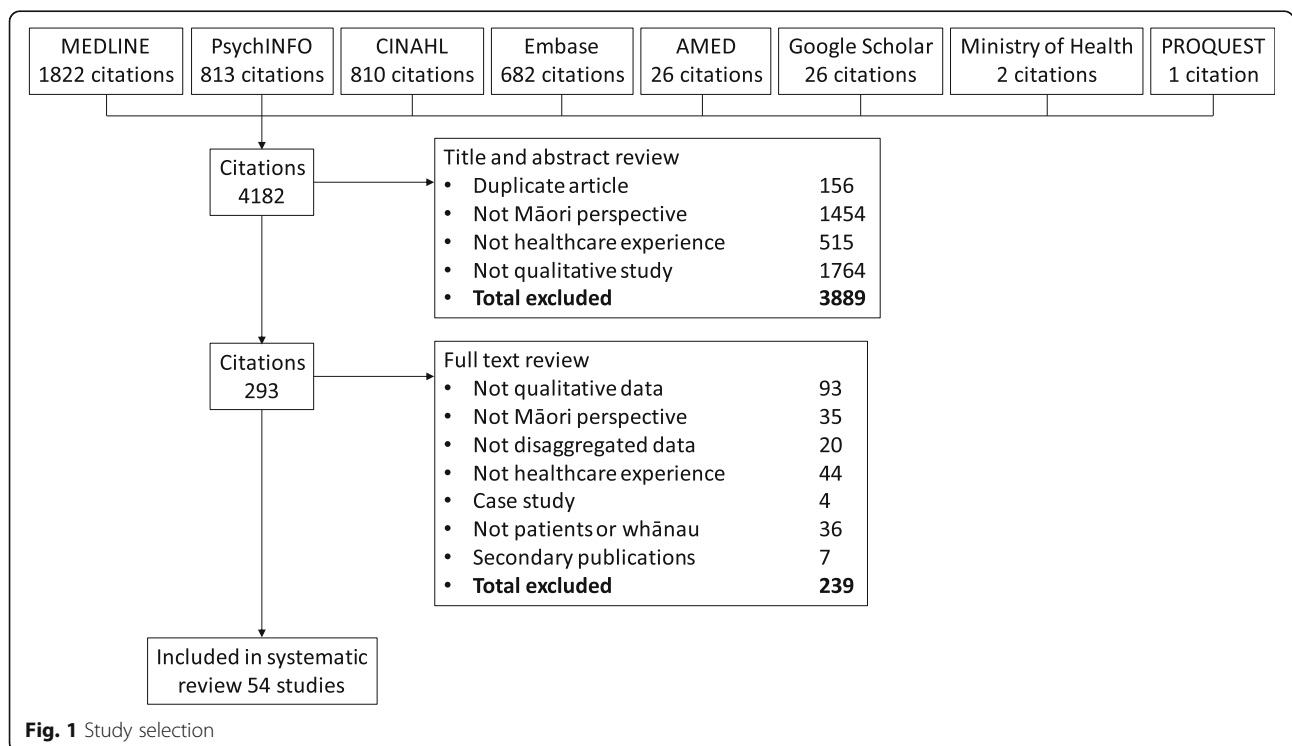 MEDLINE
1822 citations
PsychINFO
813 citations
CINAHL
810 citations
Embase
682 citations
AMED
26 citations
Google Scholar
26 citations
Ministry of Health
2 citations
PROQUEST
1 citation
Citations
4182
Title and abstract review
• Duplicate article 156
• Not Māori perspective 1454
• Not healthcare experience 515
• Not qualitative study 1764
• Total excluded 3889
Citations
293
Full text review
• Not qualitative data 93
• Not Māori perspective 35
• Not disaggregated data 20
• Not healthcare experience 44
• Case study 4
• Not patients or whānau 36
• Secondary publications 7
• Total excluded 239
Included in systematic
review 54 studies
Fig. 1 Study selection